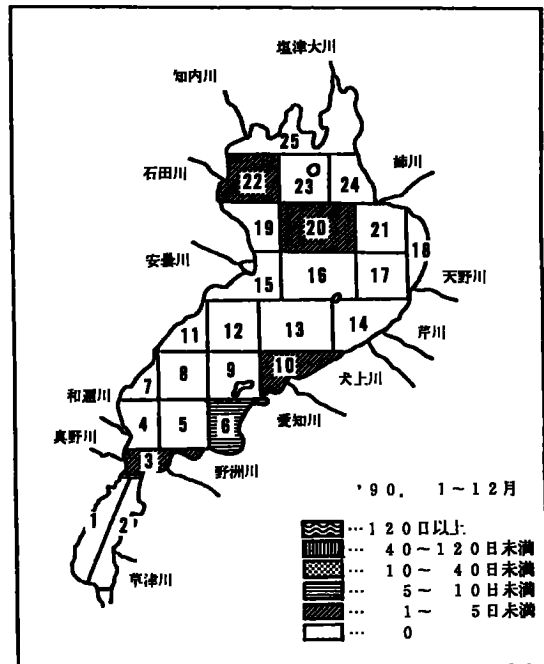 塩津大川
知内川
25
石田川
22
23
24
姉川
19
20
21
18
安曇川
15
16
17
天野川
11
12
13
14
芹川
7
8
9
10
犬上川
和邇川
4
5
6
愛知川
真野川
3
野洲川
1
2
草津川
'90. 1~12月
…120日以上
…40~120日未満
…10~40日未満
…5~10日未満
…1~5日未満
…0